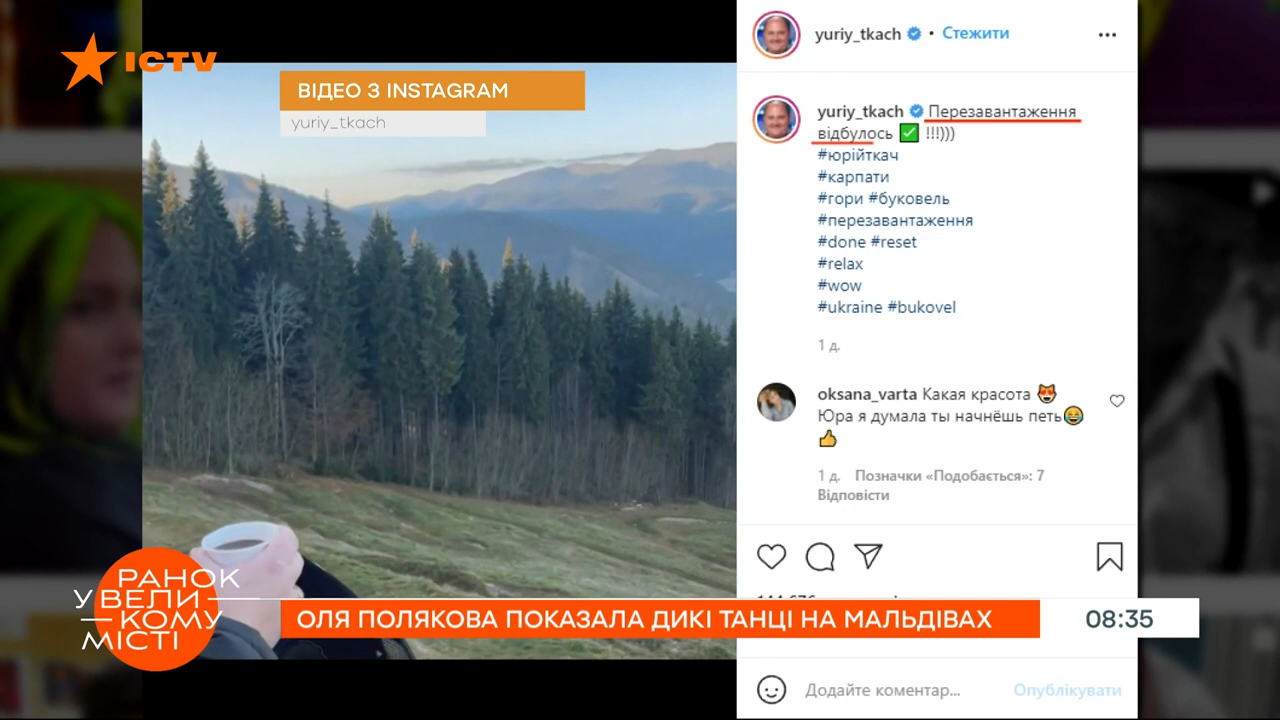 ICTV
ВІДЕО З INSTAGRAM
yuriy_tkach
yuriy_tkach • Стежити
yuriy_tkach Перезавантаження
відбулось ✅ !!!)))
#юрійткач
#карпати
#гори #буковель
#перезавантаження
#done #reset
#relax
#wow
#ukraine #bukovel
1 д.
oksana_varta Какая красота 😻
Юра я думала ты начнёшь петь😂
👍
1 д. Позначки «Подобається»: 7
Відповісти
РАНОК
У ВЕЛИ
КОМУ
МІСТІ
ОЛЯ ПОЛЯКОВА ПОКАЗАЛА ДИКІ ТАНЦІ НА МАЛЬДІВАХ
08:35
Додайте коментар... Опублікувати